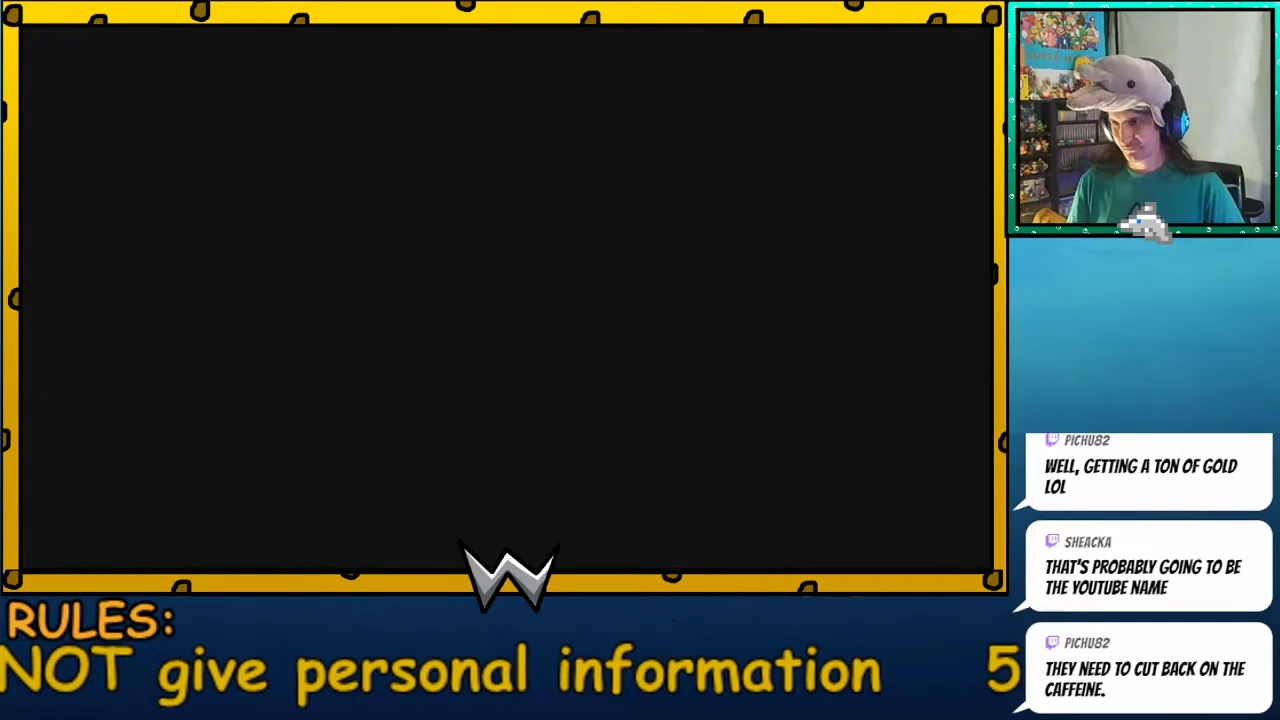 SUPER M
PICHU82
WELL, GETTING A TON OF GOLD
LOL
SHEACKA
THAT'S PROBABLY GOING TO BE
THE YOUTUBE NAME
PICHU82
THEY NEED TO CUT BACK ON THE
CAFFEINE.
W
RULES:
NOT give personal information 5